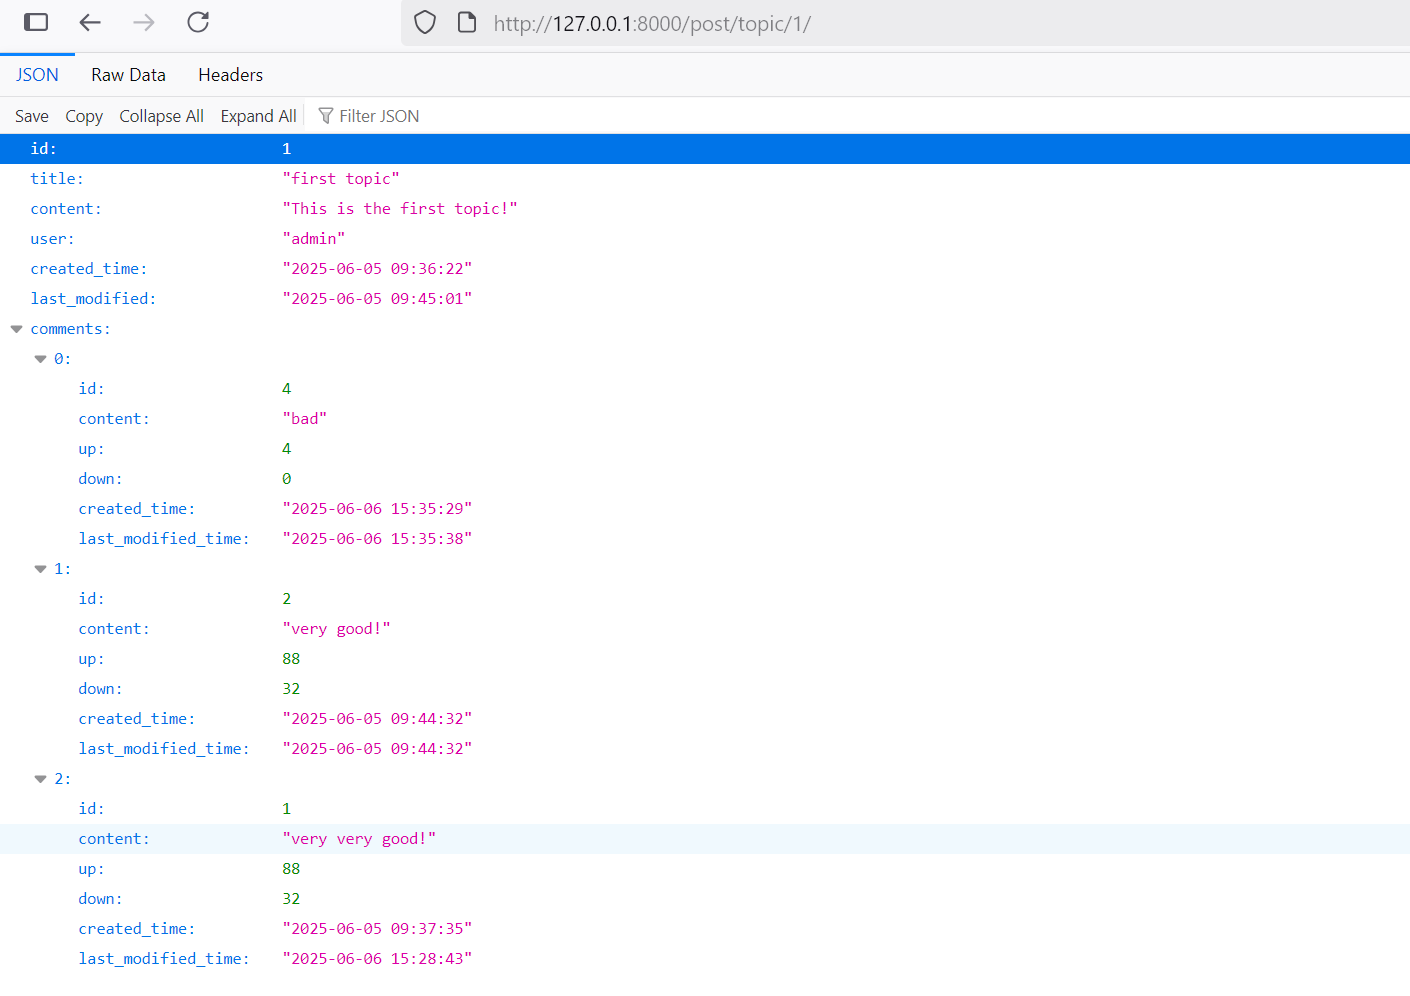 http://127.0.0.1:8000/post/topic/1/
JSON Raw Data Headers
Save Copy Collapse All Expand All Filter JSON
id: 1
title: "first topic"
content: "This is the first topic!"
user: "admin"
created_time: "2025-06-05 09:36:22"
last_modified: "2025-06-05 09:45:01"
comments:
0:
id: 4
content: "bad"
up: 4
down: 0
created_time: "2025-06-06 15:35:29"
last_modified_time: "2025-06-06 15:35:38"
1:
id: 2
content: "very good!"
up: 88
down: 32
created_time: "2025-06-05 09:44:32"
last_modified_time: "2025-06-05 09:44:32"
2:
id: 1
content: "very very good!"
up: 88
down: 32
created_time: "2025-06-05 09:37:35"
last_modified_time: "2025-06-06 15:28:43"